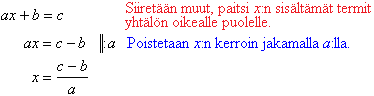 ax + b = c Siirretään muut, paitsi x:n sisältämät termit
yhtälön oikealle puolelle.
ax = c − b ‖:a Poistetaan x:n kerroin jakamalla a:lla.
x = (c − b)/a